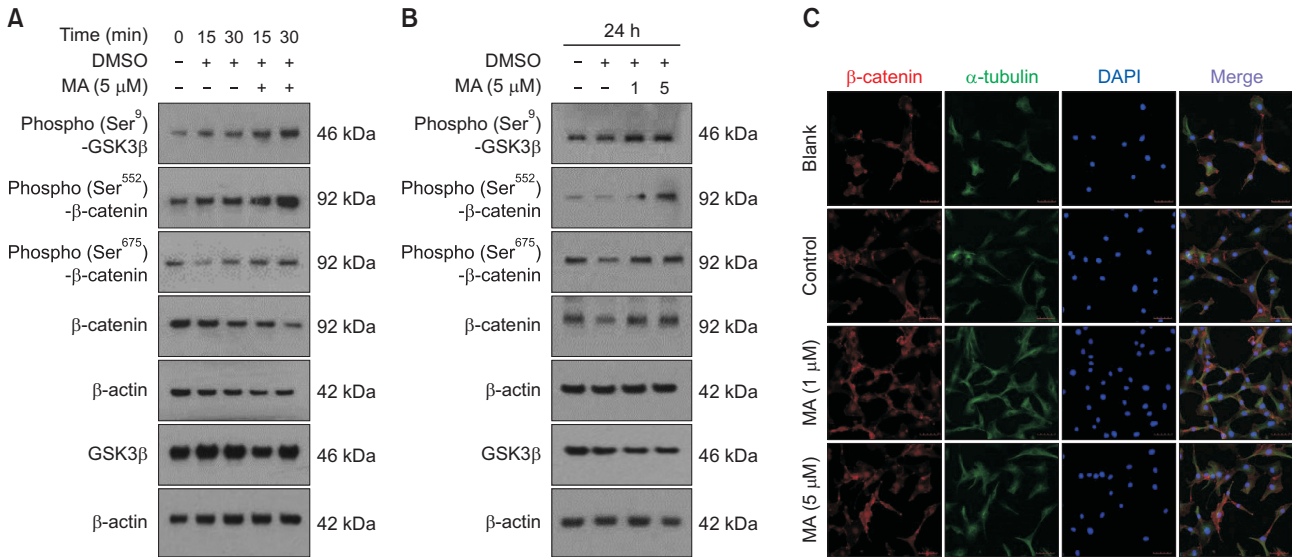 A
Time (min) 0 15 30 15 30
DMSO – + + + +
MA (5 μM) – – – + +
Phospho (Ser⁹)
-GSK3β
46 kDa
Phospho (Ser⁵⁵²)
-β-catenin
92 kDa
Phospho (Ser⁶⁷⁵)
-β-catenin
92 kDa
β-catenin 92 kDa
β-actin 42 kDa
GSK3β 46 kDa
β-actin 42 kDa
B
24 h
DMSO – + + +
MA (5 μM) – – 1 5
Phospho (Ser⁹)
-GSK3β
46 kDa
Phospho (Ser⁵⁵²)
-β-catenin
92 kDa
Phospho (Ser⁶⁷⁵)
-β-catenin
92 kDa
β-catenin 92 kDa
β-actin 42 kDa
GSK3β 46 kDa
β-actin 42 kDa
C
β-catenin α-tubulin DAPI Merge
Blank
Control
MA (1 μM)
MA (5 μM)